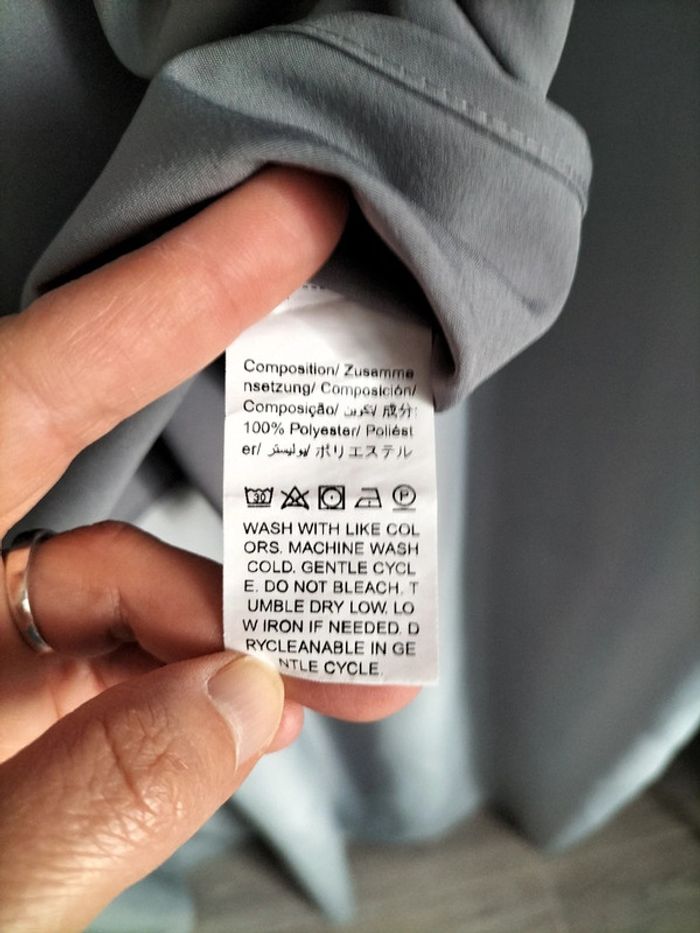 Composition/ Zusamme
nsetzung/ Composición/
Composição/ تكوين/ 成分:
100% Polyester/ Poliést
er/ بوليستر/ ポリエステル
30 P
WASH WITH LIKE COL
ORS. MACHINE WASH
COLD. GENTLE CYCL
E. DO NOT BLEACH. T
UMBLE DRY LOW. LO
W IRON IF NEEDED. D
RYCLEANABLE IN GE
NTLE CYCLE.